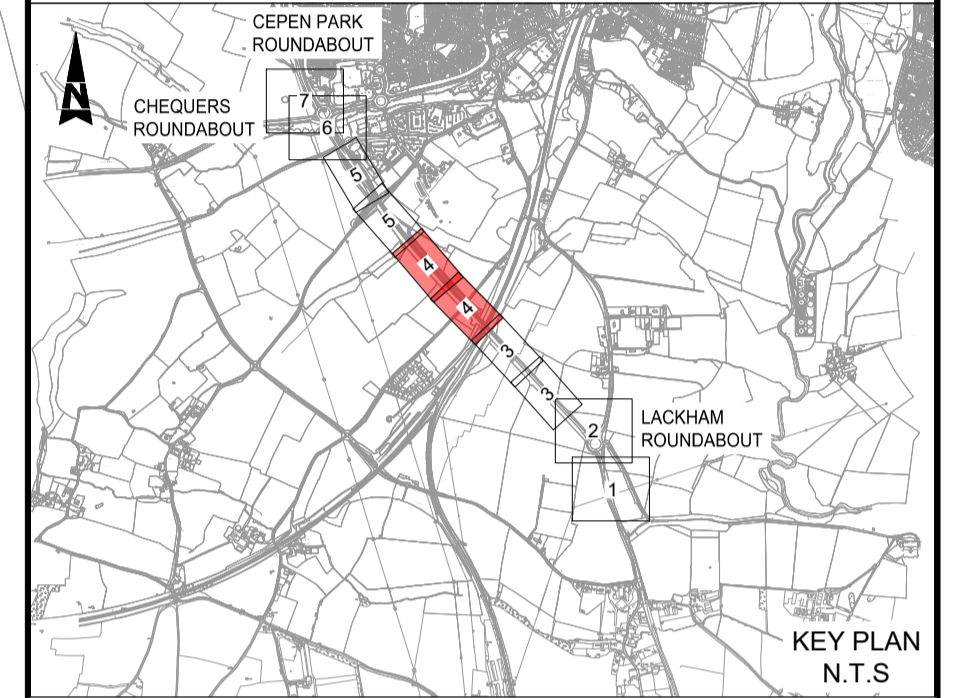 CEPEN PARK
ROUNDABOUT
N
CHEQUERS
ROUNDABOUT
7
6
5
5
4
4
3
3
2
LACKHAM
ROUNDABOUT
1
KEY PLAN
N.T.S